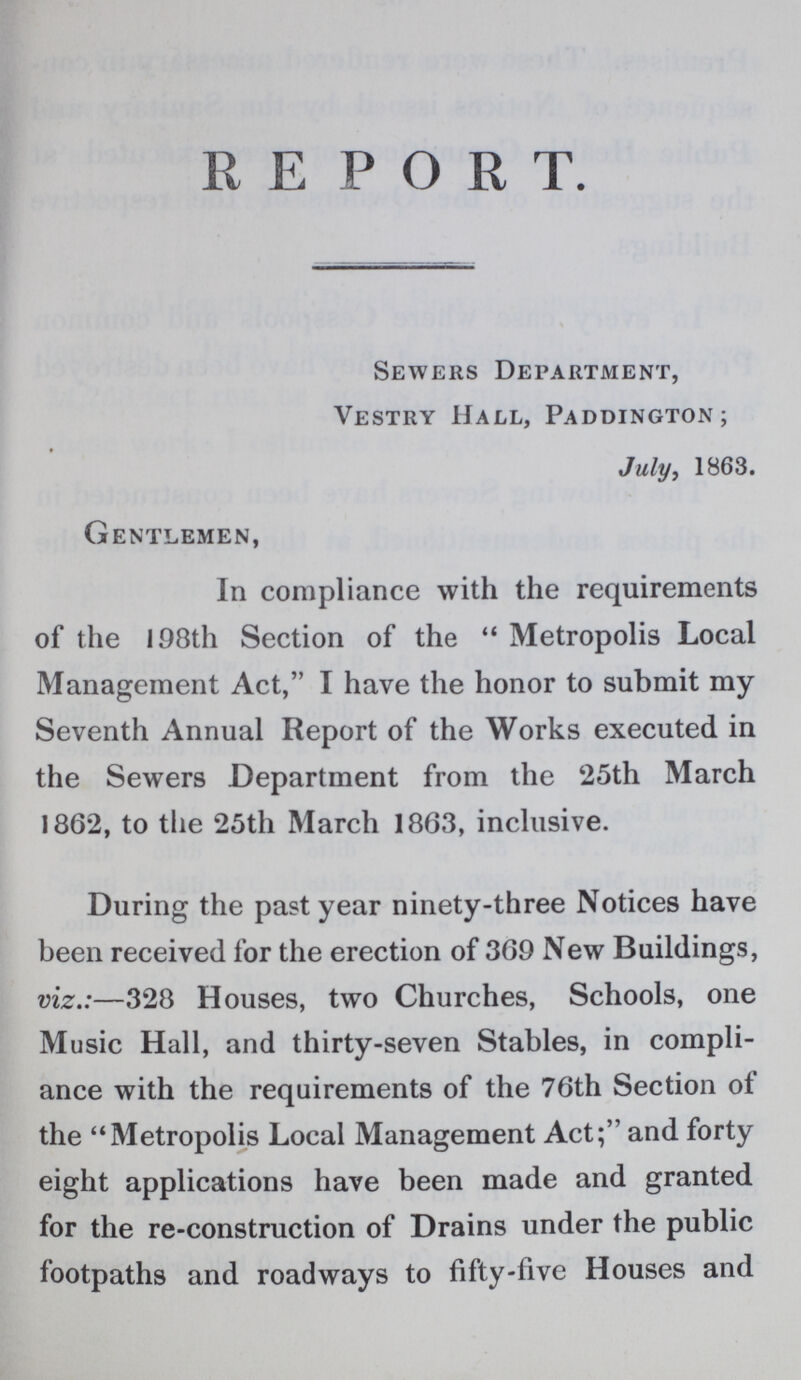 REPORT.
Sewers Department,
Vestry Hall, Paddington;
July, 1863.
Gentlemen,
In compliance with the requirements
of the 198th Section of the “ Metropolis Local
Management Act,” I have the honor to submit my
Seventh Annual Report of the Works executed in
the Sewers Department from the 25th March
1862, to the 25th March 1863, inclusive.
During the past year ninety-three Notices have
been received for the erection of 369 New Buildings,
viz.:—328 Houses, two Churches, Schools, one
Music Hall, and thirty-seven Stables, in compli-
ance with the requirements of the 76th Section of
the “Metropolis Local Management Act;” and forty
eight applications have been made and granted
for the re-construction of Drains under the public
footpaths and roadways to fifty-five Houses and